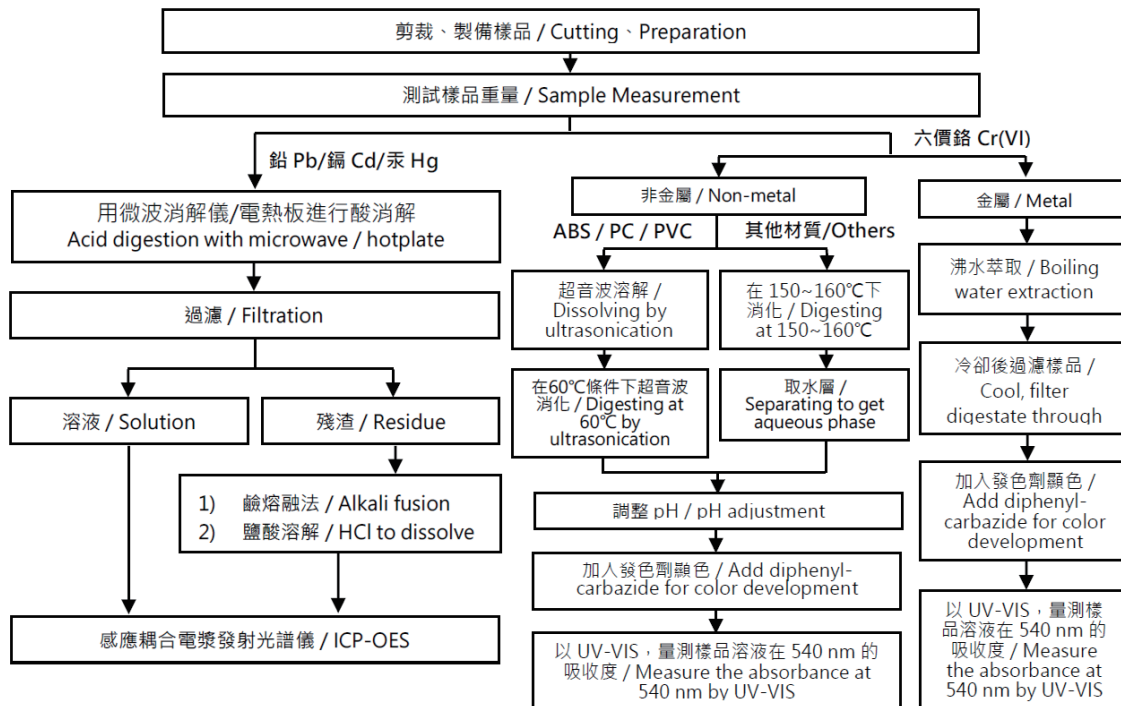 剪裁、製備樣品 / Cutting、Preparation
測試樣品重量 / Sample Measurement
鉛 Pb/鎘 Cd/汞 Hg
六價鉻 Cr(VI)
用微波消解儀/電熱板進行酸消解
Acid digestion with microwave / hotplate
過濾 / Filtration
溶液 / Solution
殘渣 / Residue
1) 鹼熔融法 / Alkali fusion
2) 鹽酸溶解 / HCl to dissolve
感應耦合電漿發射光譜儀 / ICP-OES
非金屬 / Non-metal
ABS / PC / PVC
其他材質/Others
超音波溶解 /
Dissolving by
ultrasonication
在60℃條件下超音波
消化 / Digesting at
60℃ by
ultrasonication
在 150~160℃下
消化 / Digesting
at 150~160℃
取水層 /
Separating to get
aqueous phase
調整 pH / pH adjustment
加入發色劑顯色 / Add diphenyl-
carbazide for color development
以 UV-VIS，量測樣品溶液在 540 nm 的
吸收度 / Measure the absorbance at
540 nm by UV-VIS
金屬 / Metal
沸水萃取 / Boiling
water extraction
冷卻後過濾樣品 /
Cool, filter
digestate through
加入發色劑顯色 /
Add diphenyl-
carbazide for color
development
以 UV-VIS，量測樣
品溶液在 540 nm 的
吸收度 / Measure
the absorbance at
540 nm by UV-VIS